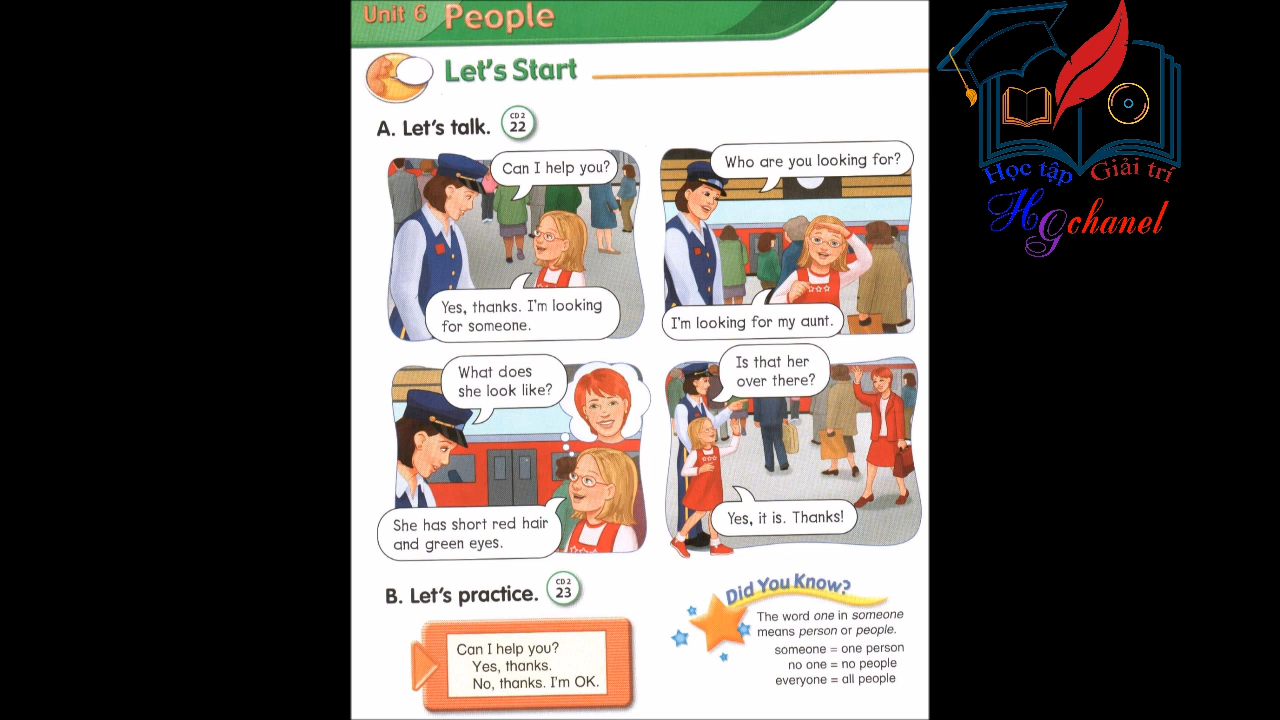 Unit 6 People
Let's Start
A. Let's talk.
CD 2
22
Can I help you?
Yes, thanks. I'm looking
for someone.
Who are you looking for?
I'm looking for my aunt.
What does
she look like?
She has short red hair
and green eyes.
Is that her
over there?
Yes, it is. Thanks!
B. Let's practice.
CD 2
23
Can I help you?
Yes, thanks.
No, thanks. I'm OK.
Did You Know?
The word one in someone
means person or people.
someone = one person
no one = no people
everyone = all people
Học tập Giải trí
HGchanel